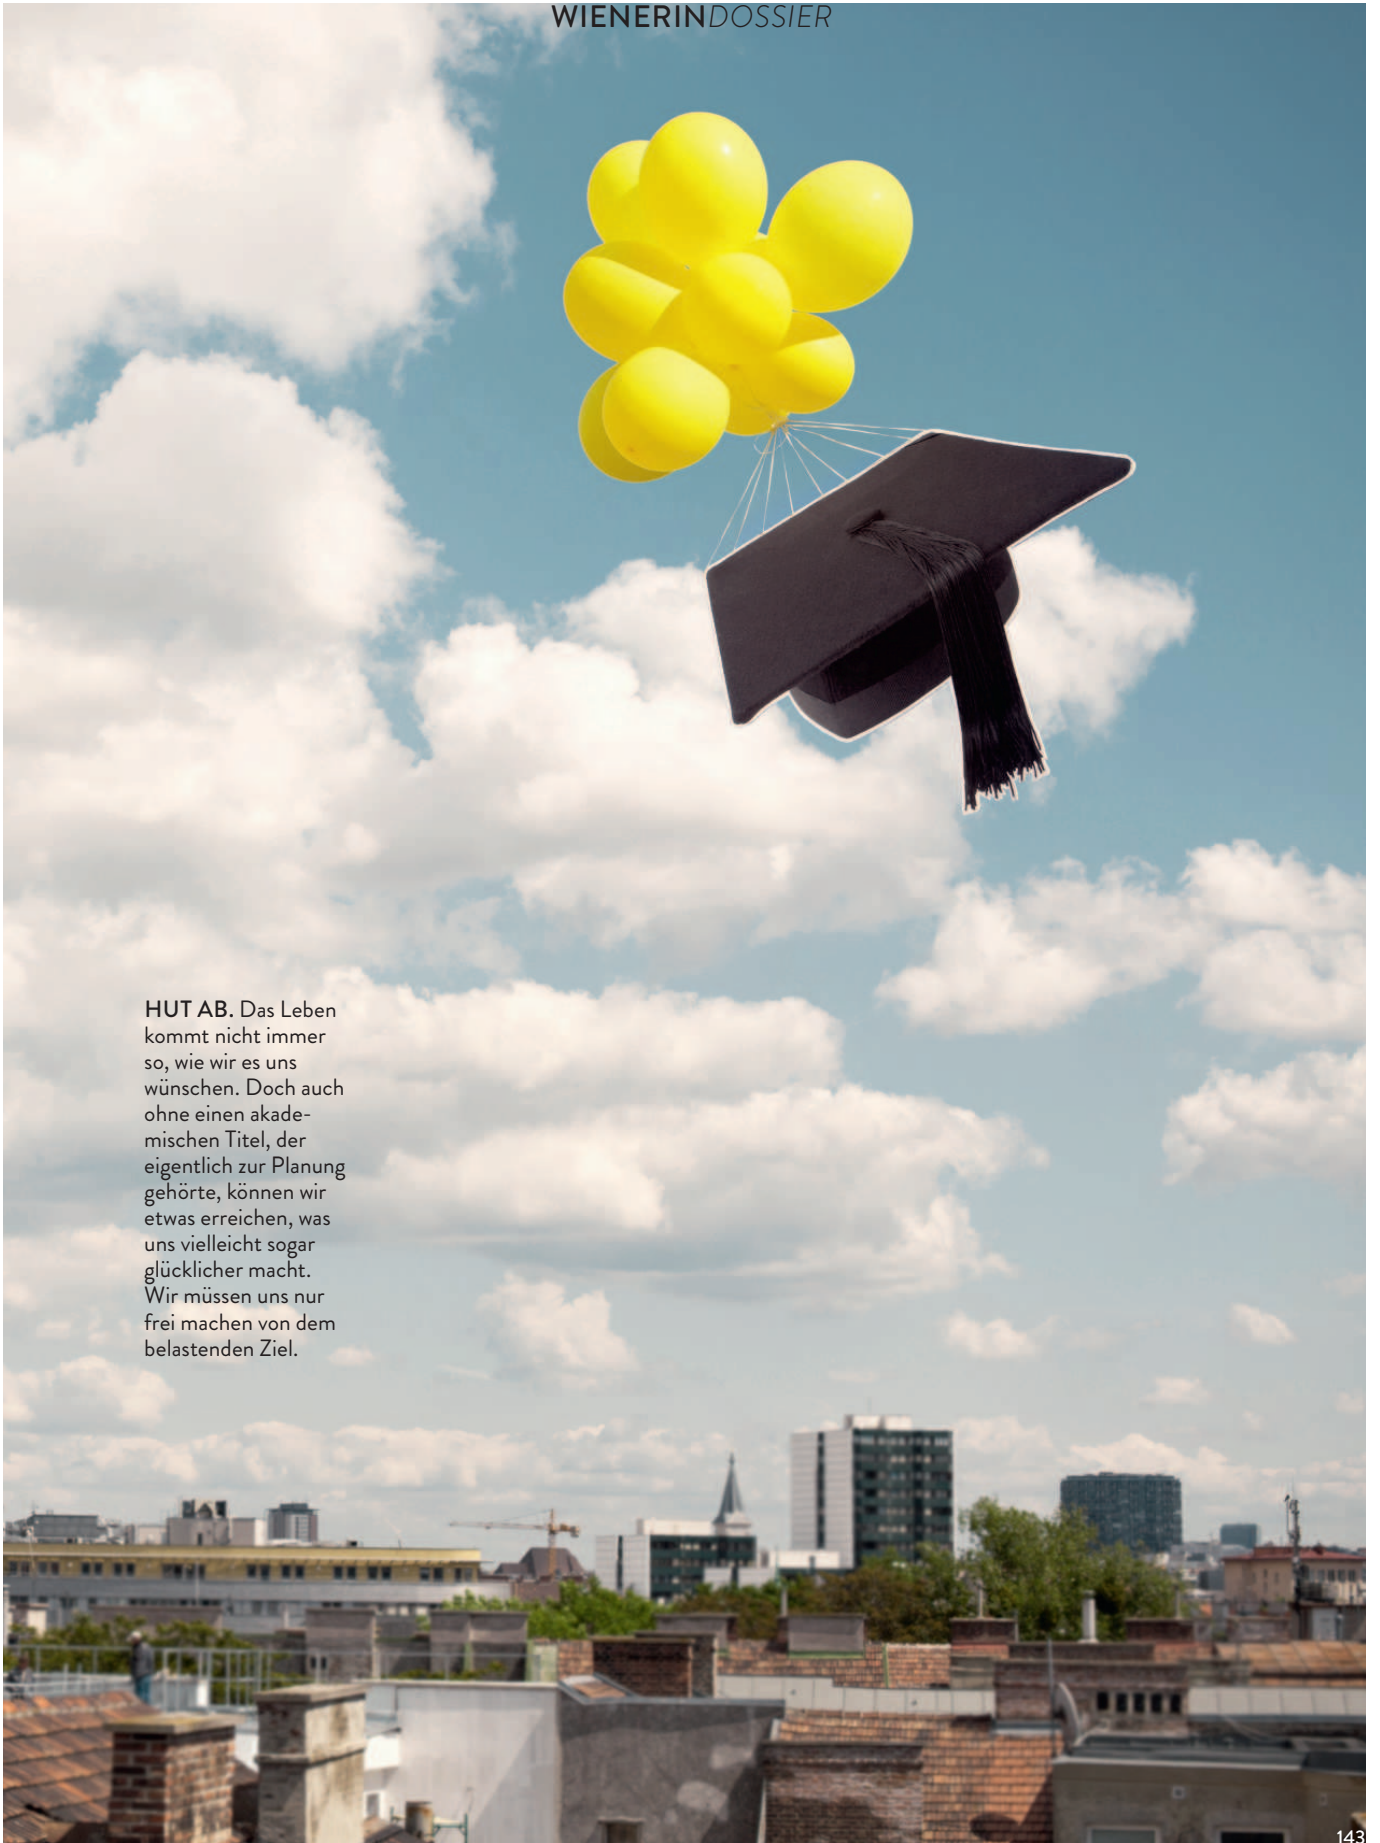 WIENERINDOSSIER
HUT AB. Das Leben
kommt nicht immer
so, wie wir es uns
wünschen. Doch auch
ohne einen akade-
mischen Titel, der
eigentlich zur Planung
gehörte, können wir
etwas erreichen, was
uns vielleicht sogar
glücklicher macht.
Wir müssen uns nur
frei machen von dem
belastenden Ziel.
143